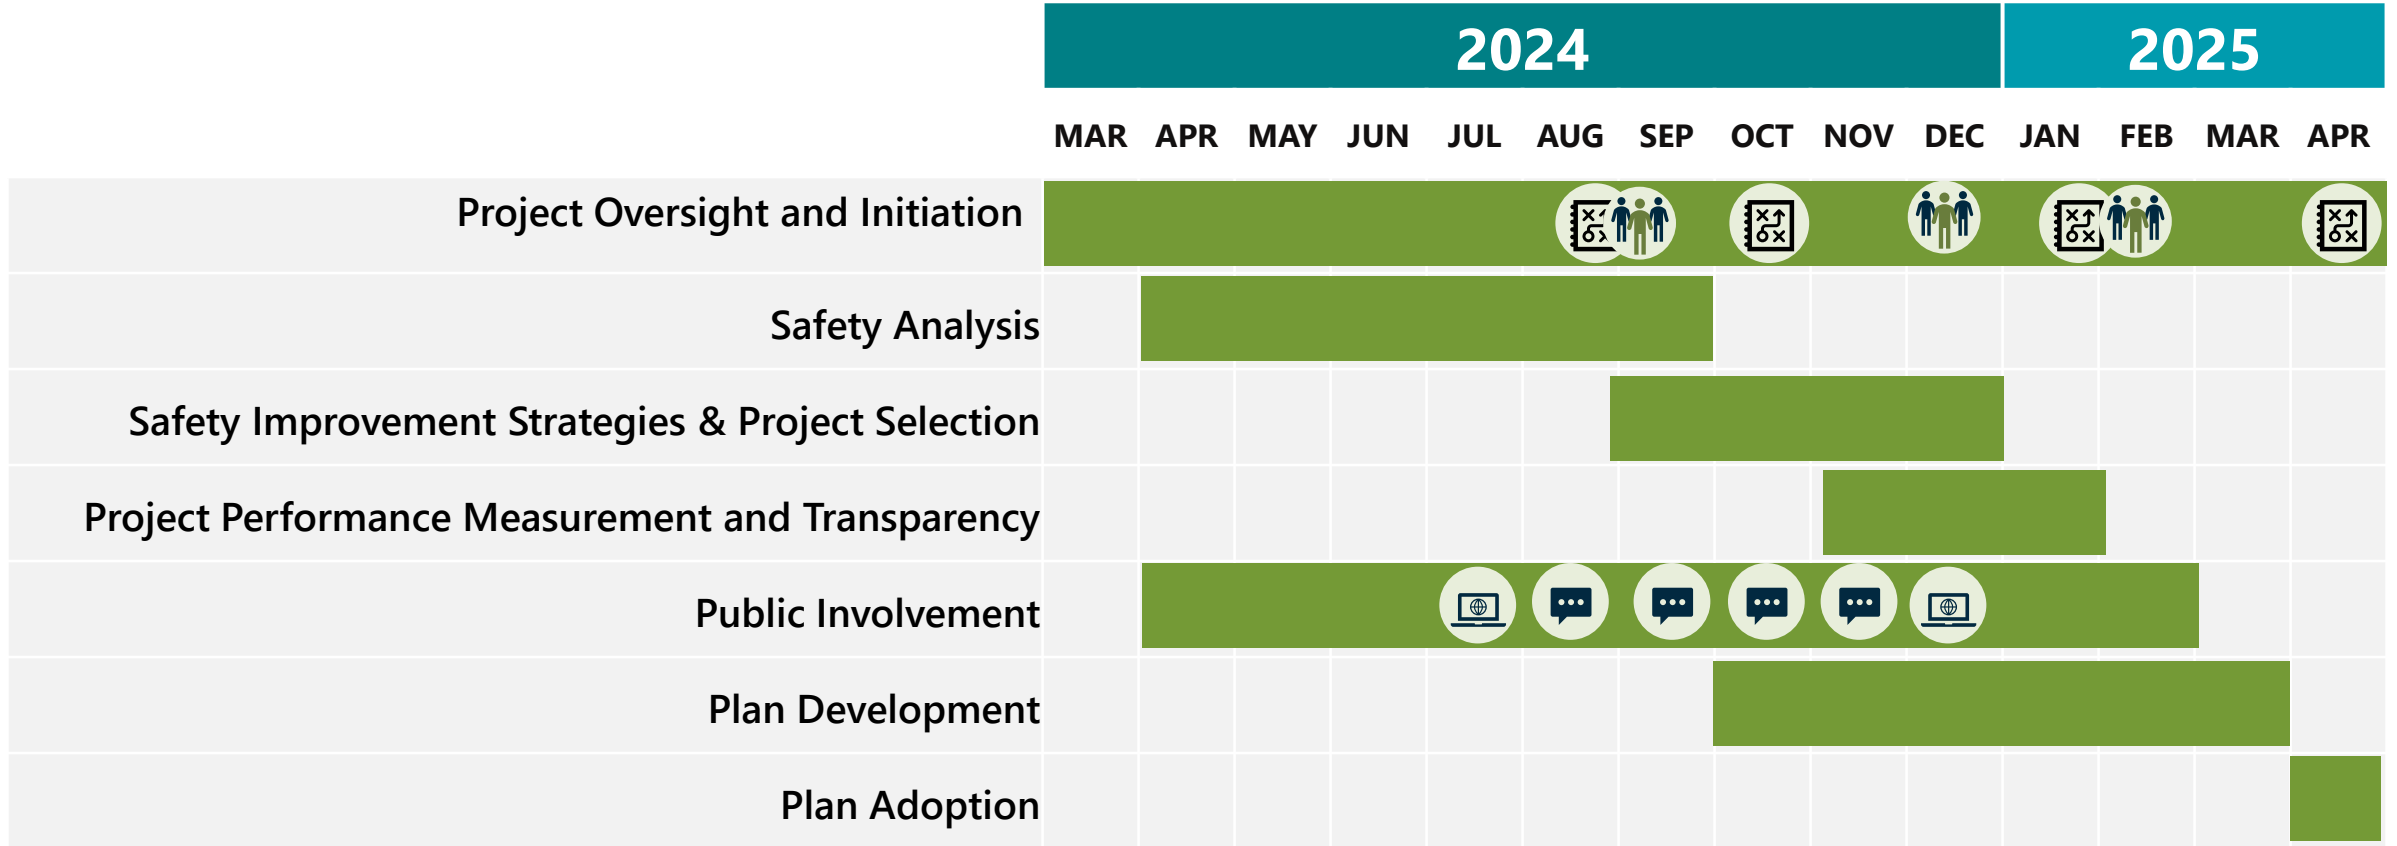 2024 2025
MAR APR MAY JUN JUL AUG SEP OCT NOV DEC JAN FEB MAR APR
Project Oversight and Initiation
Safety Analysis
Safety Improvement Strategies & Project Selection
Project Performance Measurement and Transparency
Public Involvement
Plan Development
Plan Adoption